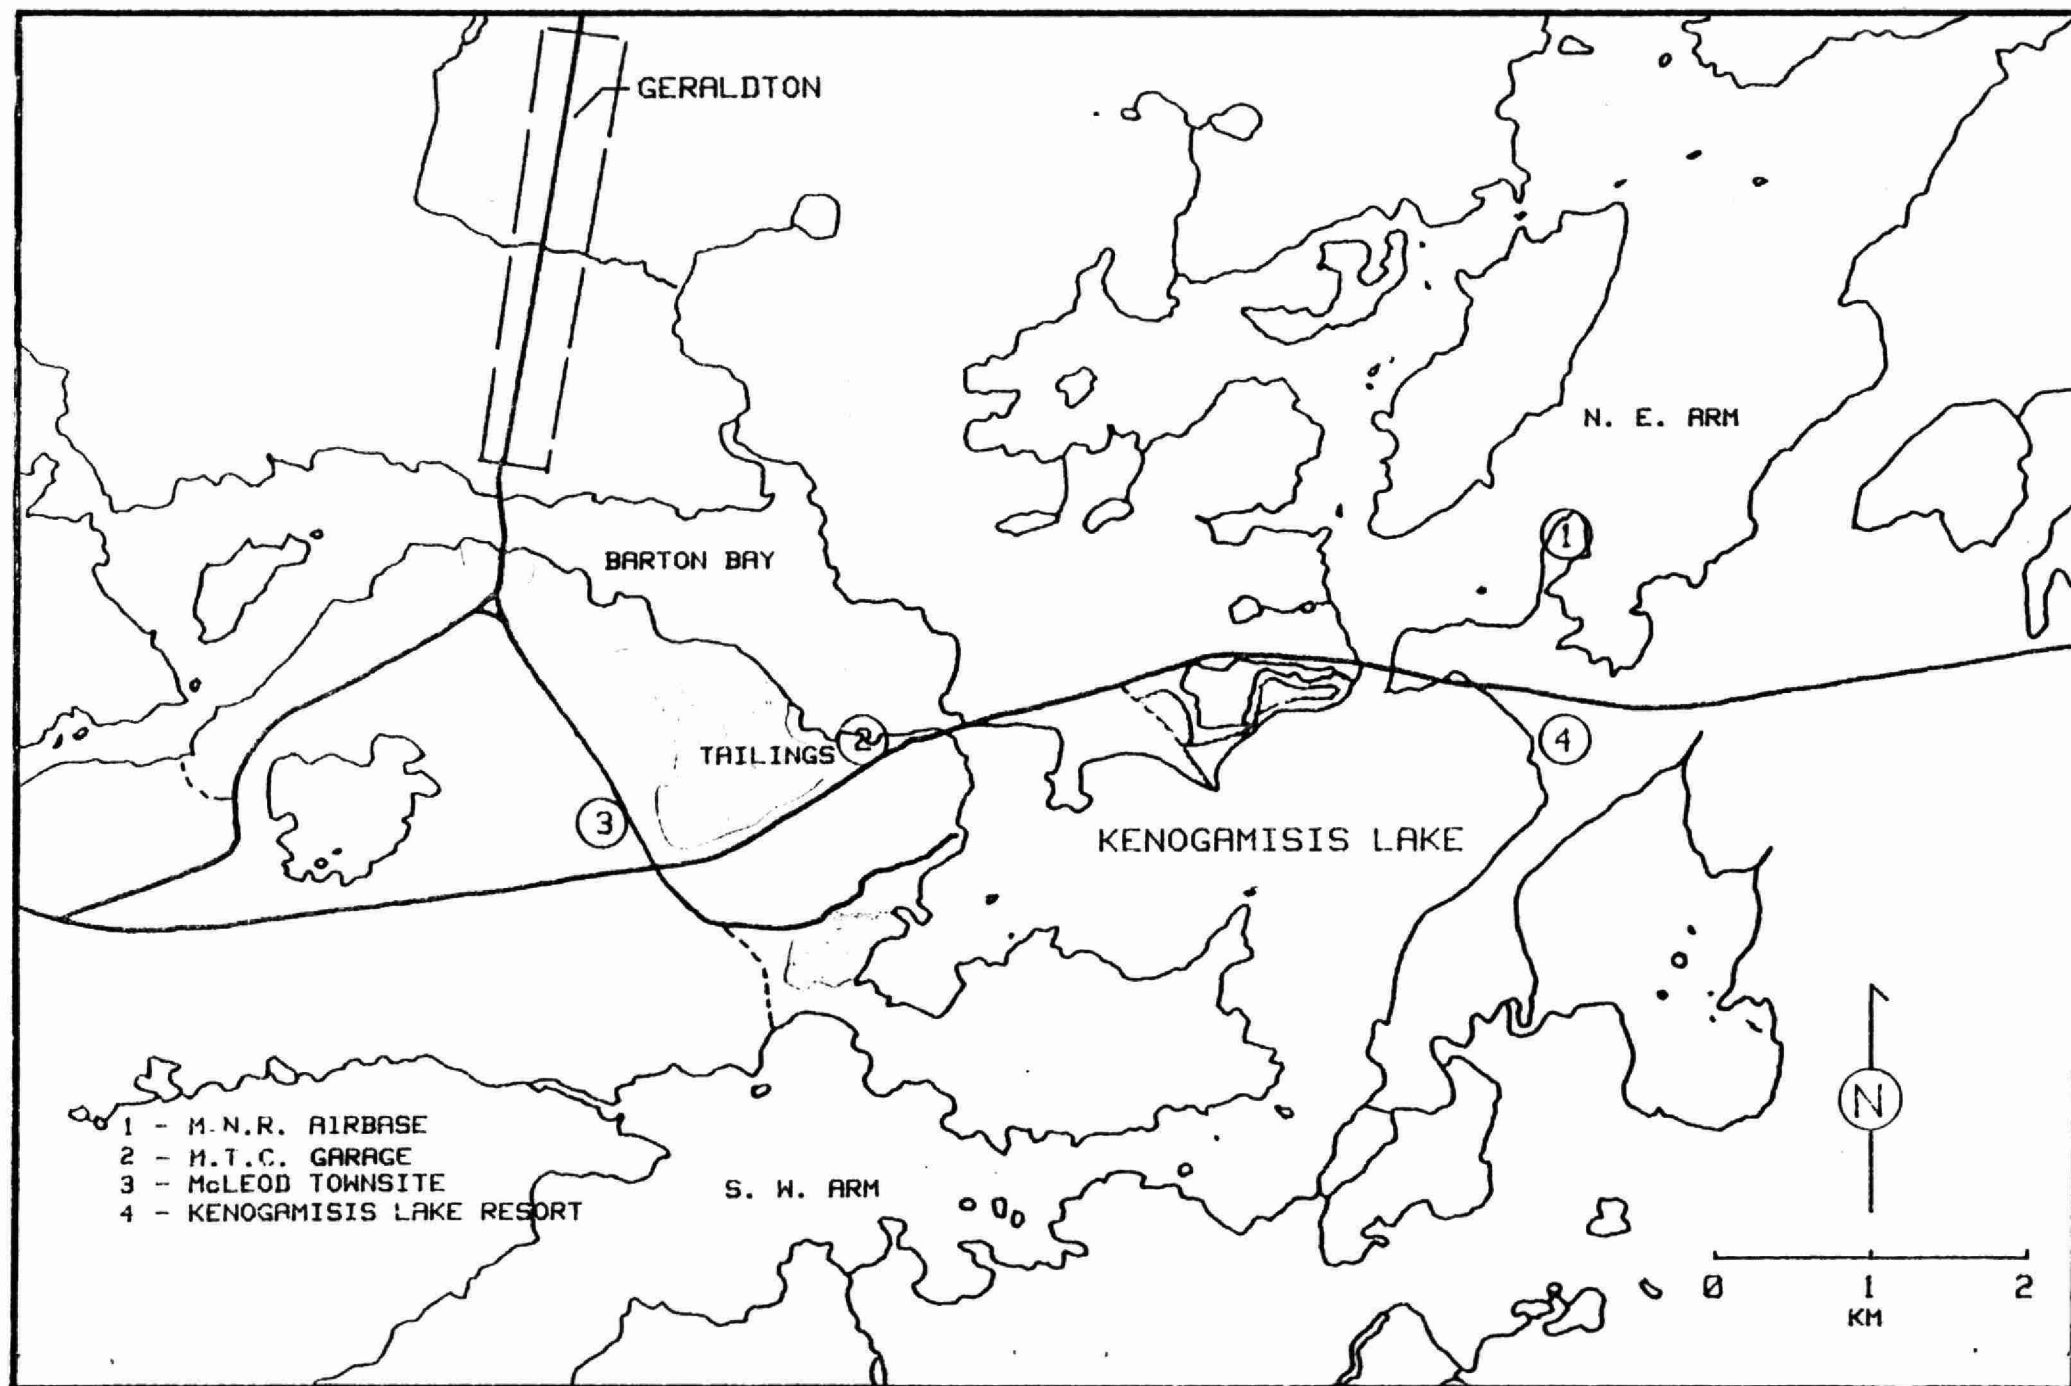 GERALDTON
N. E. ARM
1
BARTON BAY
TAILINGS 2
4
3
KENOGAMISIS LAKE
N
1 - M.N.R. AIRBASE
2 - M.T.C. GARAGE
3 - McLEOD TOWNSITE
4 - KENOGAMISIS LAKE RESORT
S. W. ARM
0 1 2
KM